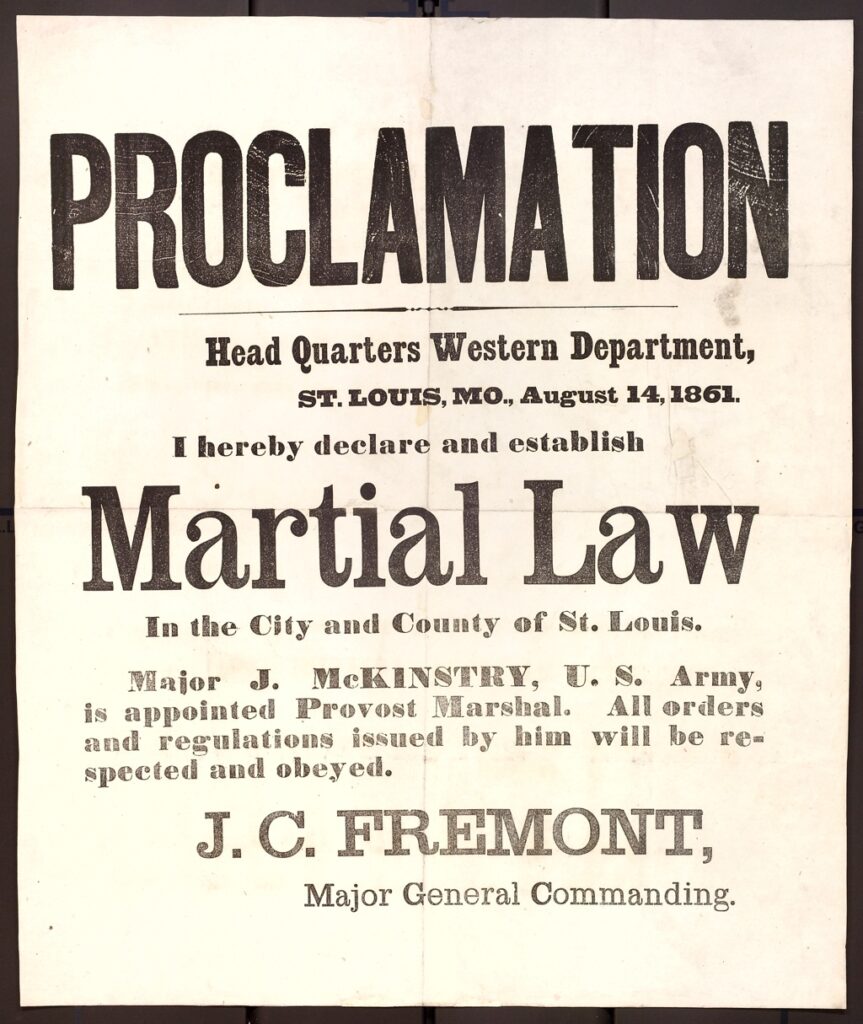 PROCLAMATION
Head Quarters Western Department,
ST. LOUIS, MO., August 14, 1861.
I hereby declare and establish
Martial Law
In the City and County of St. Louis.
Major J. McKINSTRY, U. S. Army,
is appointed Provost Marshal. All orders
and regulations issued by him will be re-
spected and obeyed.
J. C. FREMONT,
Major General Commanding.